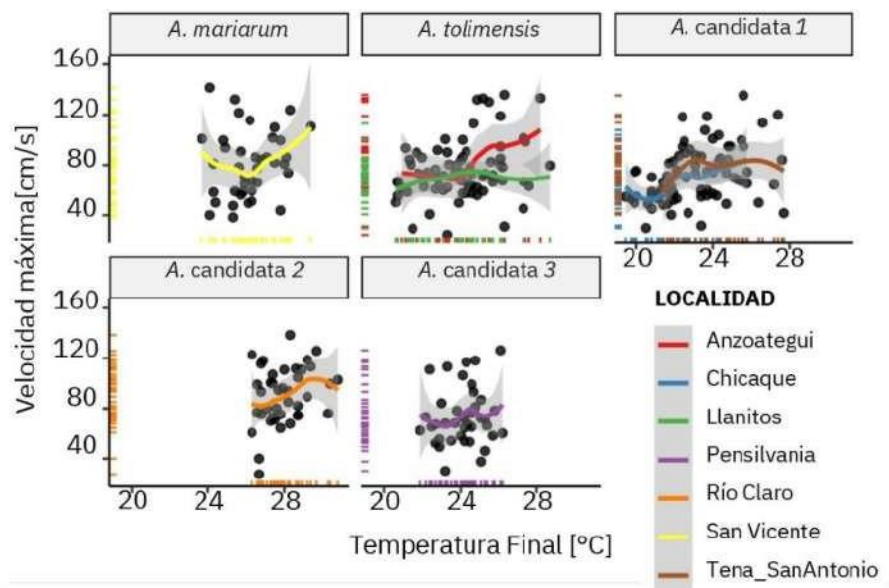 A. mariarum
A. tolimensis
A. candidata 1
160
120
80
40
Velocidad máxima[cm/s]
20 24 28
A. candidata 2
A. candidata 3
160
120
80
40
20 24 28
20 24 28
Temperatura Final [°C]
LOCALIDAD
Anzoategui
Chicaque
Llanitos
Pensilvania
Río Claro
San Vicente
Tena_SanAntonio